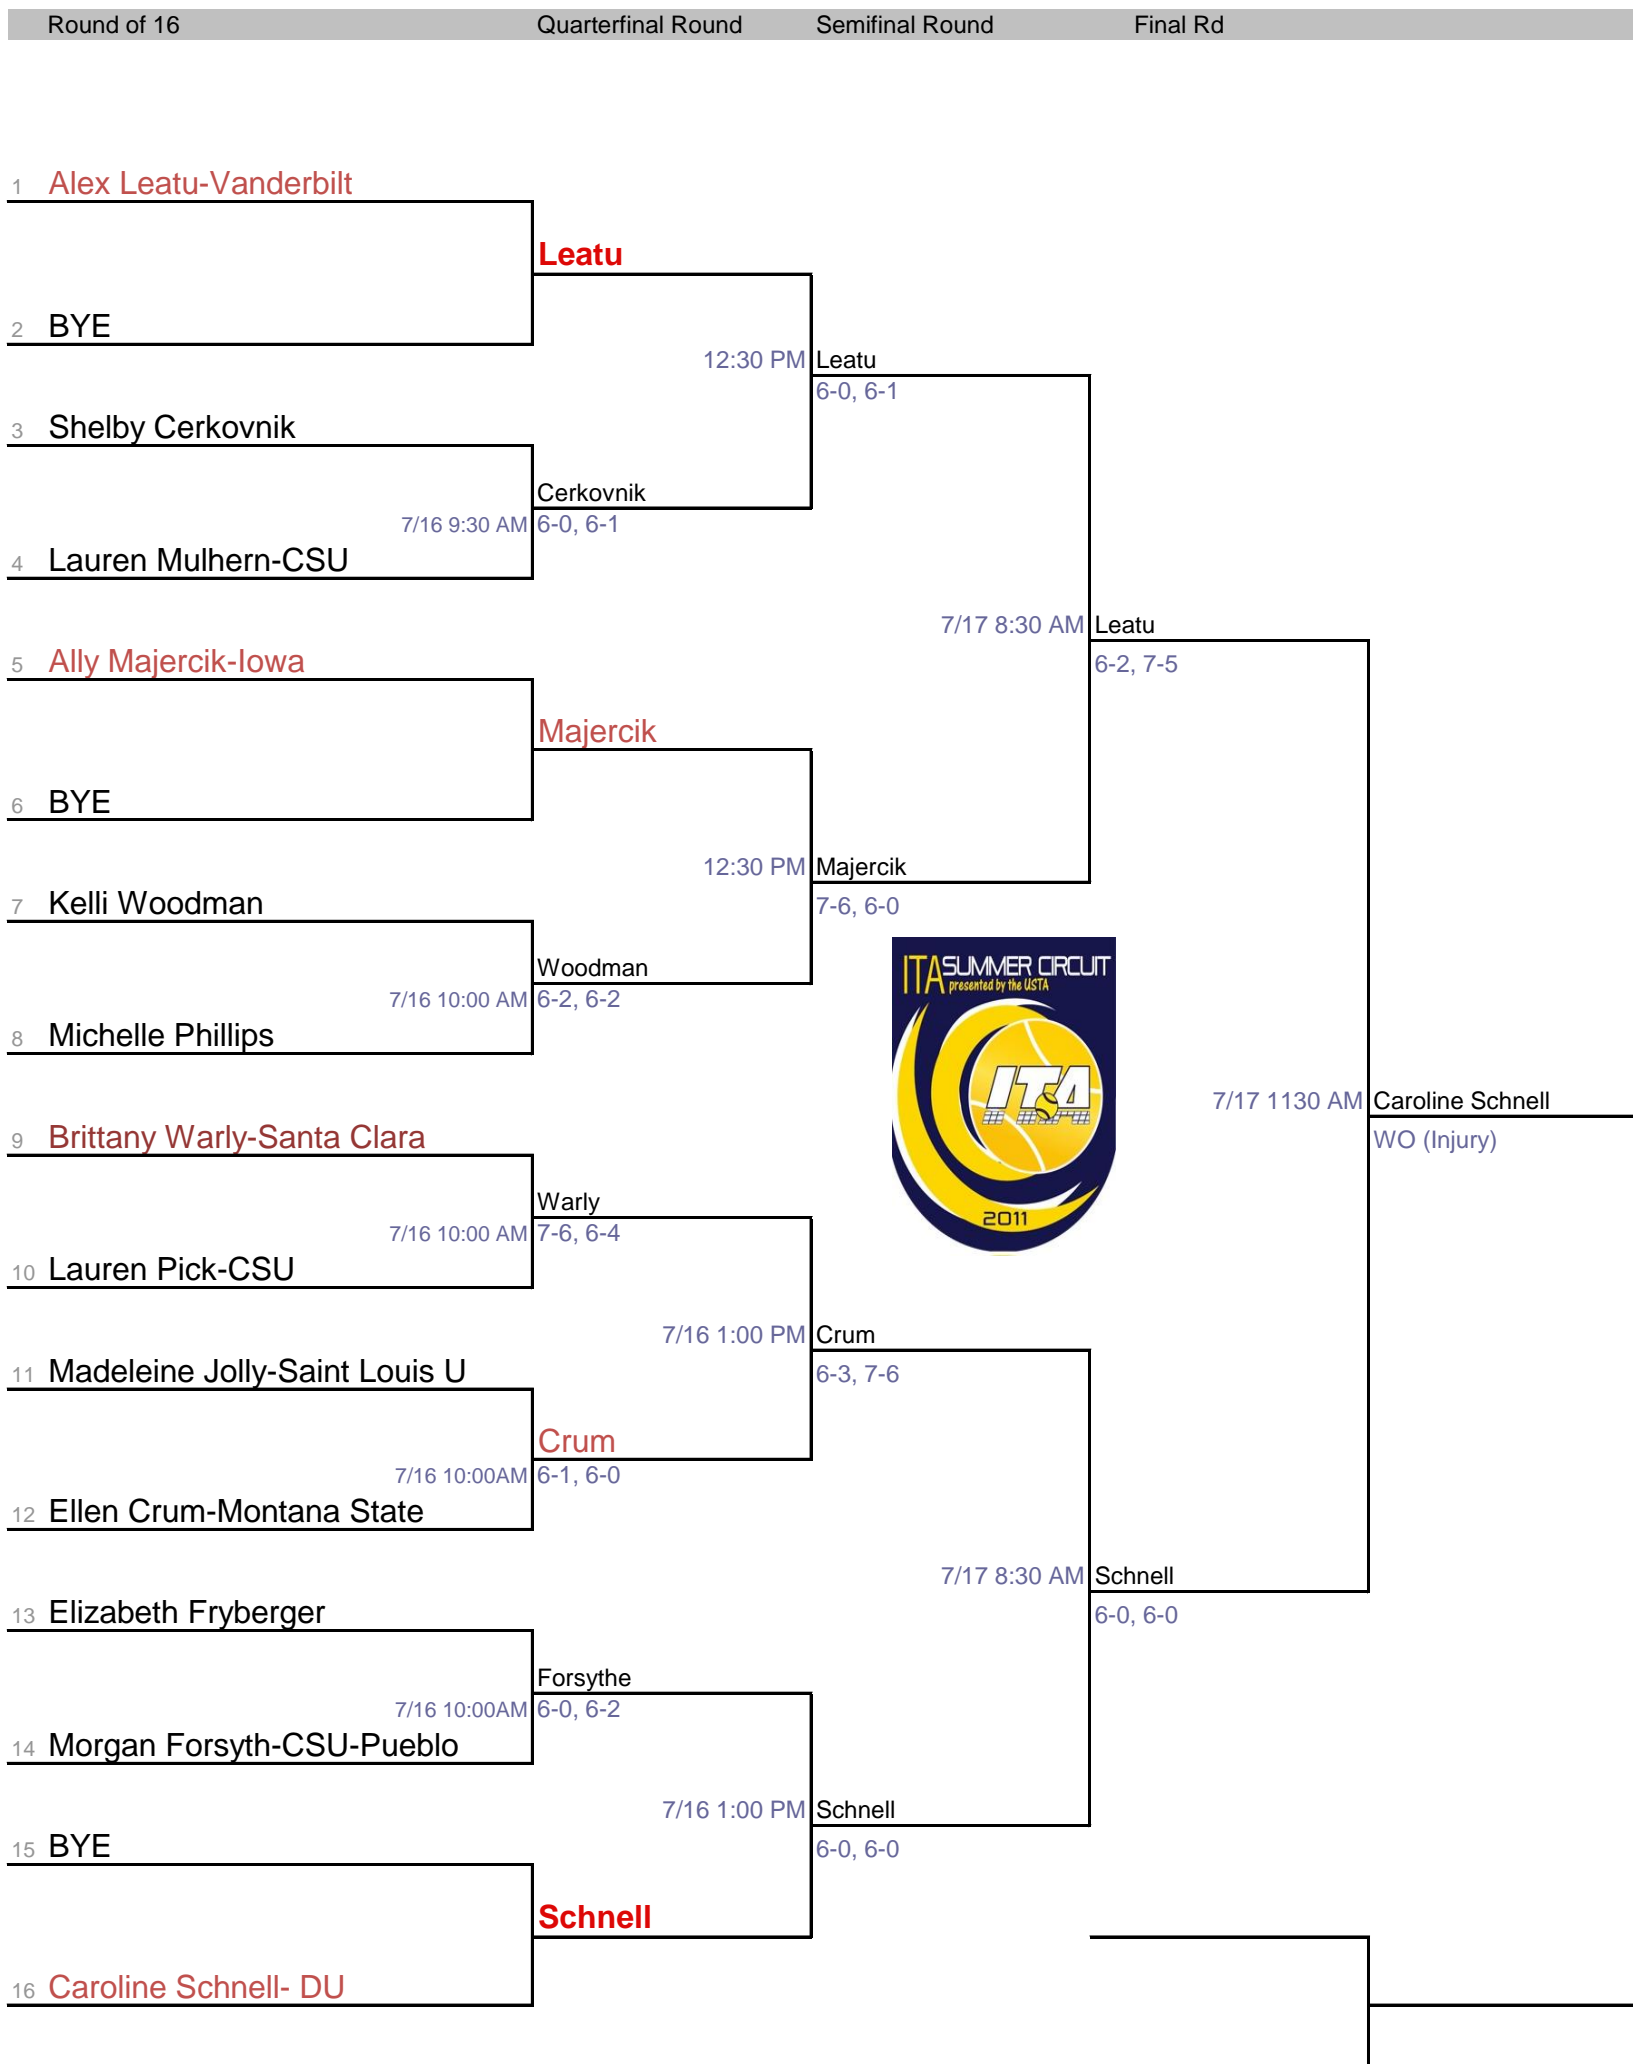 Round of 16 Quarterfinal Round Semifinal Round Final Rd
1 Alex Leatu-Vanderbilt
Leatu
2 BYE
12:30 PM Leatu
6-0, 6-1
3 Shelby Cerkovnik
Cerkovnik
7/16 9:30 AM 6-0, 6-1
4 Lauren Mulhern-CSU
7/17 8:30 AM Leatu
5 Ally Majercik-Iowa
6-2, 7-5
Majercik
6 BYE
12:30 PM Majercik
7 Kelli Woodman
7-6, 6-0
ITA SUMMER CIRCUIT
presented by the USTA
Woodman
7/16 10:00 AM 6-2, 6-2
8 Michelle Phillips
ITA
7/17 1130 AM Caroline Schnell
9 Brittany Warly-Santa Clara
WO (Injury)
Warly
2011
7/16 10:00 AM 7-6, 6-4
10 Lauren Pick-CSU
7/16 1:00 PM Crum
11 Madeleine Jolly-Saint Louis U
6-3, 7-6
Crum
7/16 10:00AM 6-1, 6-0
12 Ellen Crum-Montana State
7/17 8:30 AM Schnell
13 Elizabeth Fryberger
6-0, 6-0
Forsythe
7/16 10:00AM 6-0, 6-2
14 Morgan Forsyth-CSU-Pueblo
7/16 1:00 PM Schnell
15 BYE
6-0, 6-0
Schnell
16 Caroline Schnell- DU